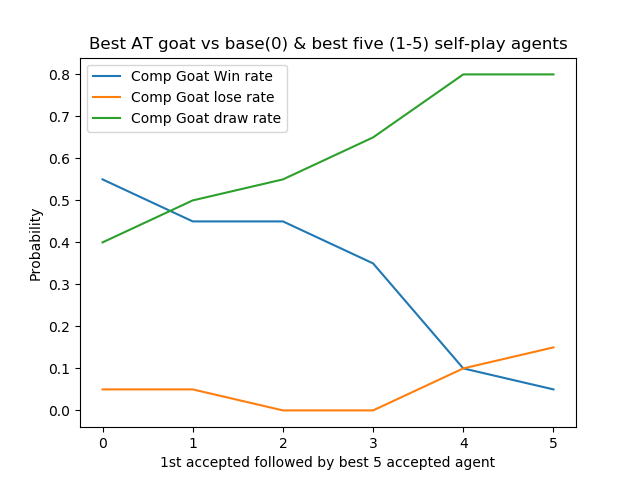 Best AT goat vs base(0) & best five (1-5) self-play agents
Comp Goat Win rate
Comp Goat lose rate
Comp Goat draw rate
0.8
0.7
0.6
0.5
0.4
0.3
0.2
0.1
0.0
Probability
0 1 2 3 4 5
1st accepted followed by best 5 accepted agent